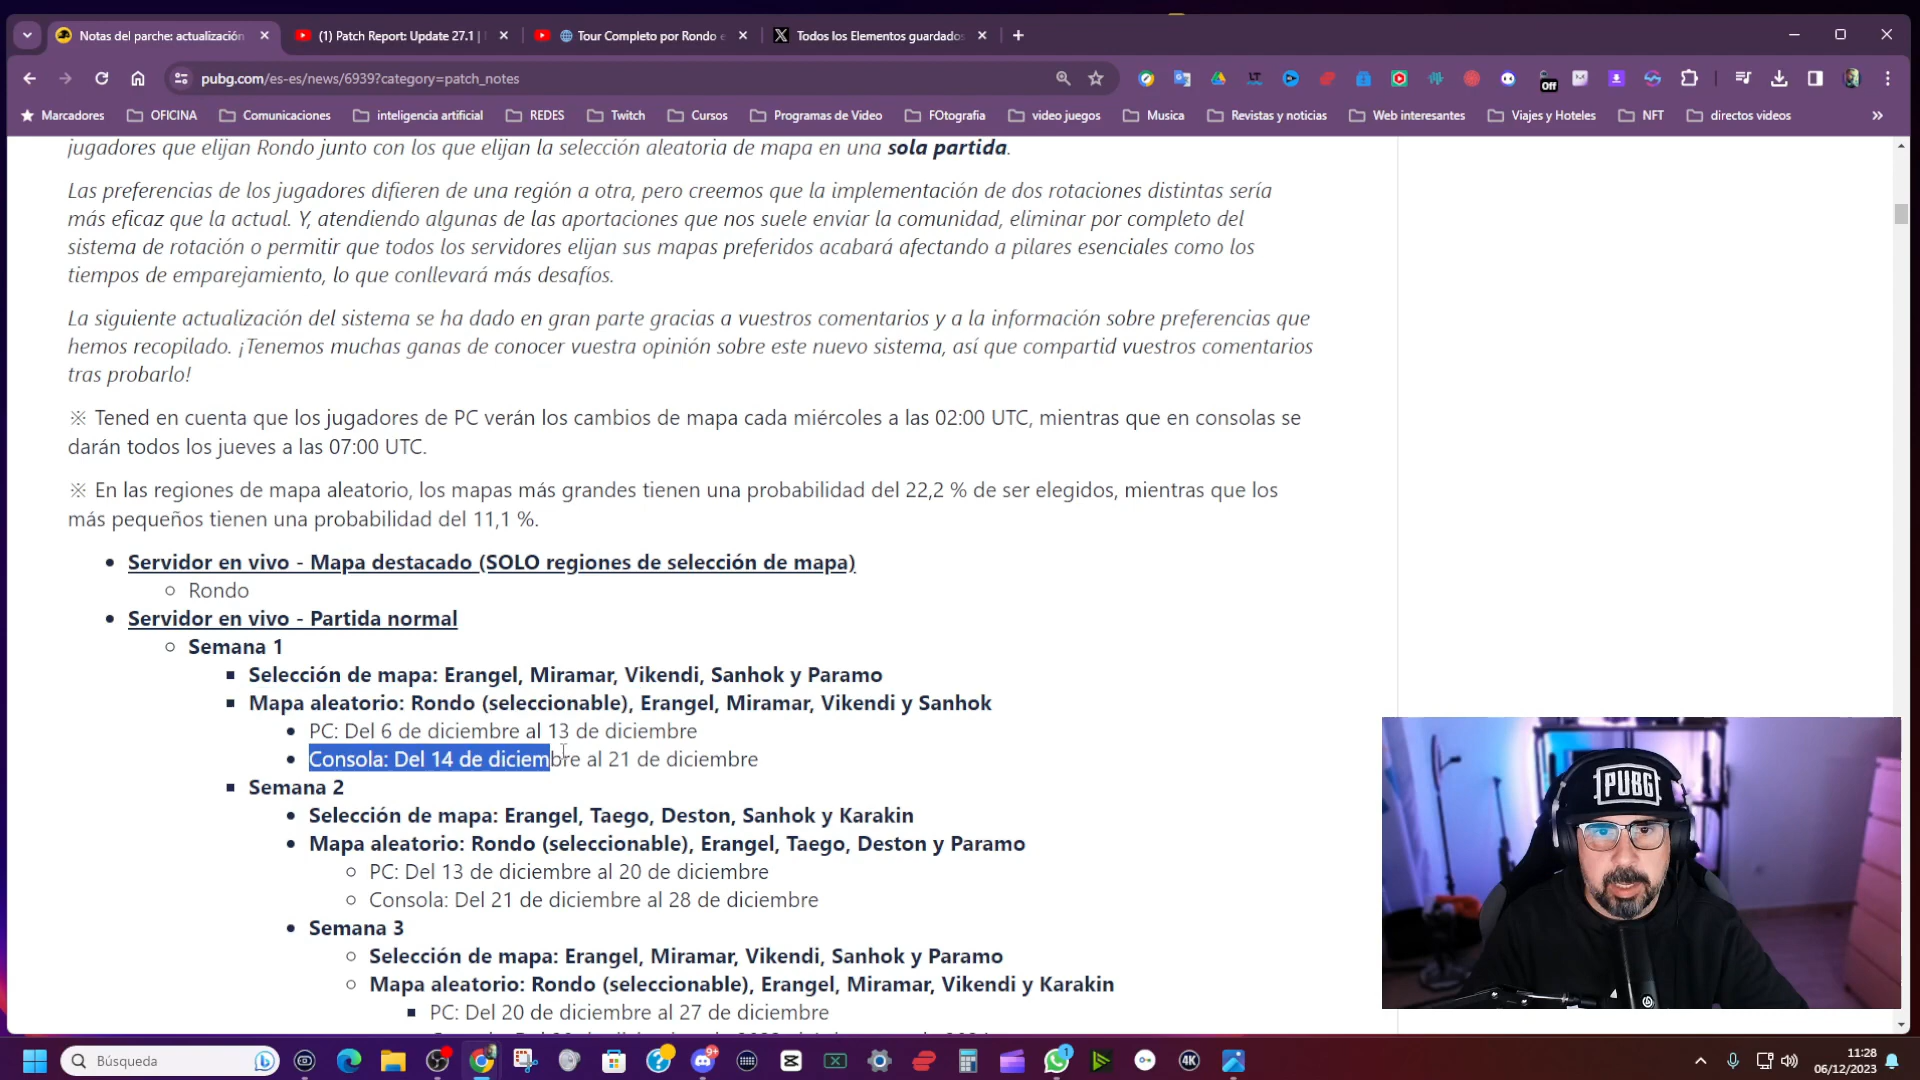 Notas del parche: actualización
(1) Patch Report: Update 27.1 |
Tour Completo por Rondo
Todos los Elementos guardados
pubg.com/es-es/news/6939?category=patch_notes
Off
Marcadores
OFICINA
Comunicaciones
inteligencia artificial
REDES
Twitch
Cursos
Programas de Video
FOtografia
video juegos
Musica
Revistas y noticias
Web interesantes
Viajes y Hoteles
NFT
directos videos
jugadores que elijan Rondo junto con los que elijan la selección aleatoria de mapa en una sola partida.
Las preferencias de los jugadores difieren de una región a otra, pero creemos que la implementación de dos rotaciones distintas sería
más eficaz que la actual. Y, atendiendo algunas de las aportaciones que nos suele enviar la comunidad, eliminar por completo del
sistema de rotación o permitir que todos los servidores elijan sus mapas preferidos acabará afectando a pilares esenciales como los
tiempos de emparejamiento, lo que conllevará más desafíos.
La siguiente actualización del sistema se ha dado en gran parte gracias a vuestros comentarios y a la información sobre preferencias que
hemos recopilado. ¡Tenemos muchas ganas de conocer vuestra opinión sobre este nuevo sistema, así que compartid vuestros comentarios
tras probarlo!
※ Tened en cuenta que los jugadores de PC verán los cambios de mapa cada miércoles a las 02:00 UTC, mientras que en consolas se
darán todos los jueves a las 07:00 UTC.
※ En las regiones de mapa aleatorio, los mapas más grandes tienen una probabilidad del 22,2 % de ser elegidos, mientras que los
más pequeños tienen una probabilidad del 11,1 %.
Servidor en vivo - Mapa destacado (SOLO regiones de selección de mapa)
Rondo
Servidor en vivo - Partida normal
Semana 1
Selección de mapa: Erangel, Miramar, Vikendi, Sanhok y Paramo
Mapa aleatorio: Rondo (seleccionable), Erangel, Miramar, Vikendi y Sanhok
PC: Del 6 de diciembre al 13 de diciembre
Consola: Del 14 de diciembre al 21 de diciembre
Semana 2
Selección de mapa: Erangel, Taego, Deston, Sanhok y Karakin
Mapa aleatorio: Rondo (seleccionable), Erangel, Taego, Deston y Paramo
PC: Del 13 de diciembre al 20 de diciembre
Consola: Del 21 de diciembre al 28 de diciembre
Semana 3
Selección de mapa: Erangel, Miramar, Vikendi, Sanhok y Paramo
Mapa aleatorio: Rondo (seleccionable), Erangel, Miramar, Vikendi y Karakin
PC: Del 20 de diciembre al 27 de diciembre
PUBG
Búsqueda
9+
1
4K
11:28
06/12/2023